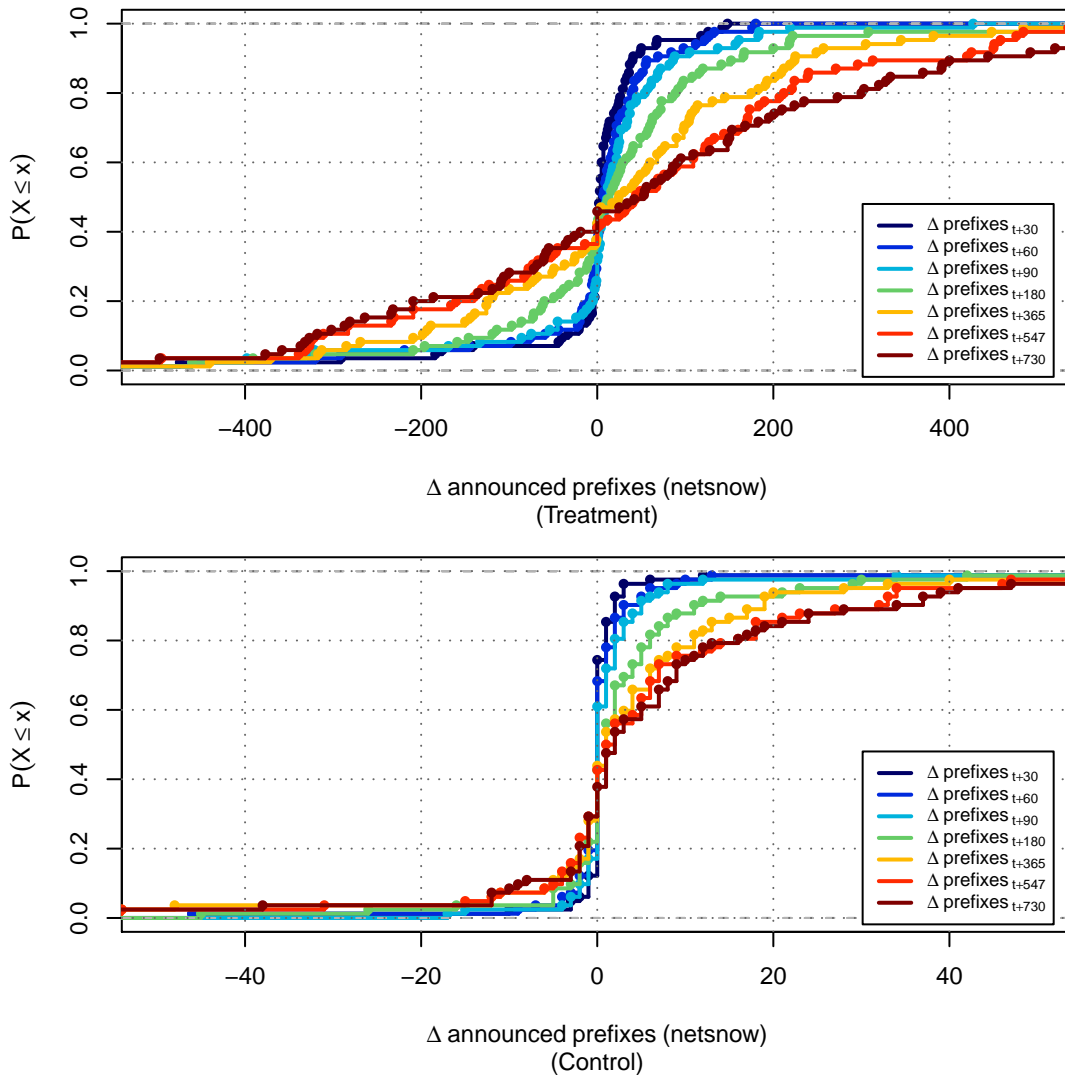 P(X ≤ x)
1.0
0.8
0.6
0.4
0.2
0.0
Δ prefixes t+30
Δ prefixes t+60
Δ prefixes t+90
Δ prefixes t+180
Δ prefixes t+365
Δ prefixes t+547
Δ prefixes t+730
−400 −200 0 200 400
Δ announced prefixes (netsnow)
(Treatment)
P(X ≤ x)
1.0
0.8
0.6
0.4
0.2
0.0
Δ prefixes t+30
Δ prefixes t+60
Δ prefixes t+90
Δ prefixes t+180
Δ prefixes t+365
Δ prefixes t+547
Δ prefixes t+730
−40 −20 0 20 40
Δ announced prefixes (netsnow)
(Control)